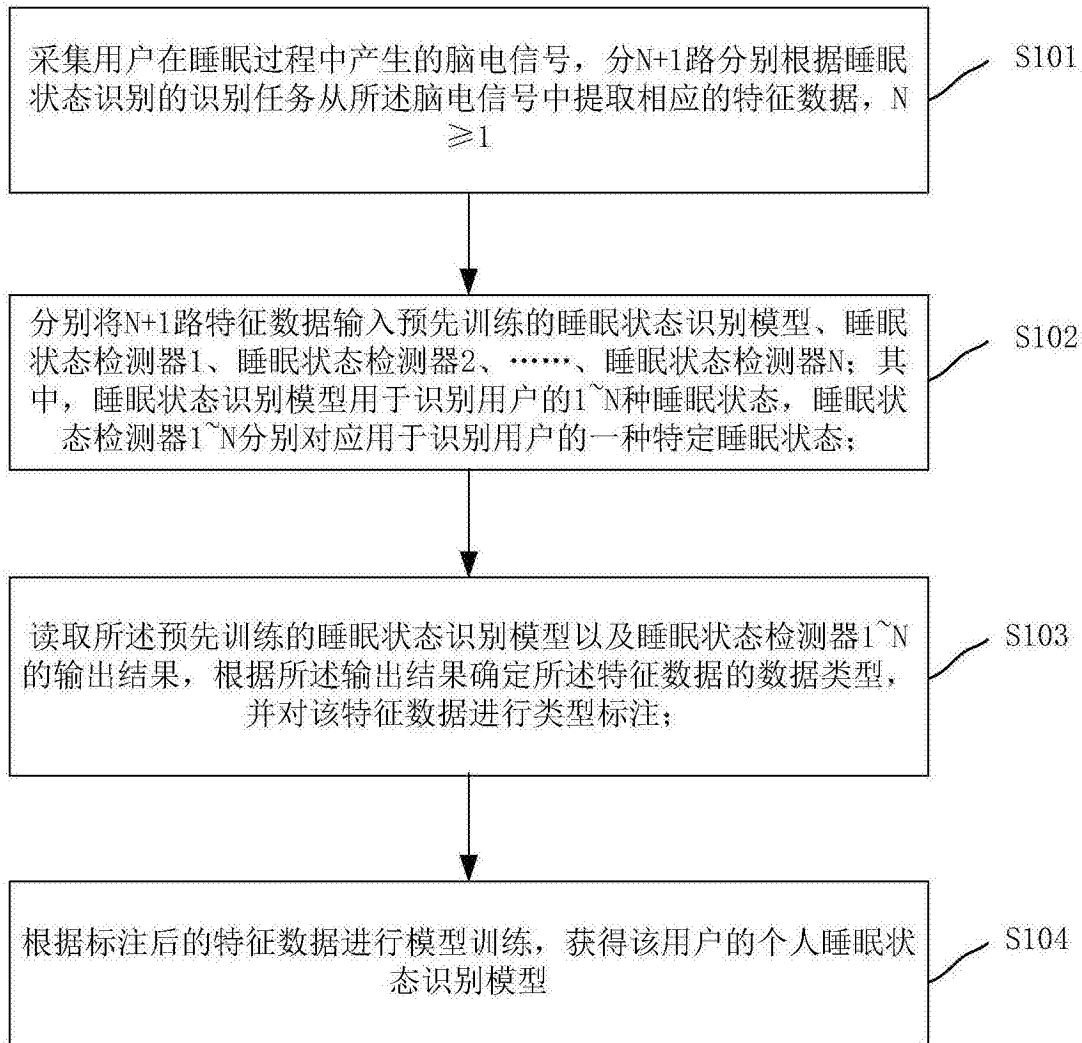 采集用户在睡眠过程中产生的脑电信号，分N+1路分别根据睡眠
状态识别的识别任务从所述脑电信号中提取相应的特征数据，N
≥1
S101
分别将N+1路特征数据输入预先训练的睡眠状态识别模型、睡眠
状态检测器1、睡眠状态检测器2、……、睡眠状态检测器N；其
中，睡眠状态识别模型用于识别用户的1~N种睡眠状态，睡眠状
态检测器1~N分别对应用于识别用户的一种特定睡眠状态；
S102
读取所述预先训练的睡眠状态识别模型以及睡眠状态检测器1~N
的输出结果，根据所述输出结果确定所述特征数据的数据类型，
并对该特征数据进行类型标注；
S103
根据标注后的特征数据进行模型训练，获得该用户的个人睡眠状
态识别模型
S104